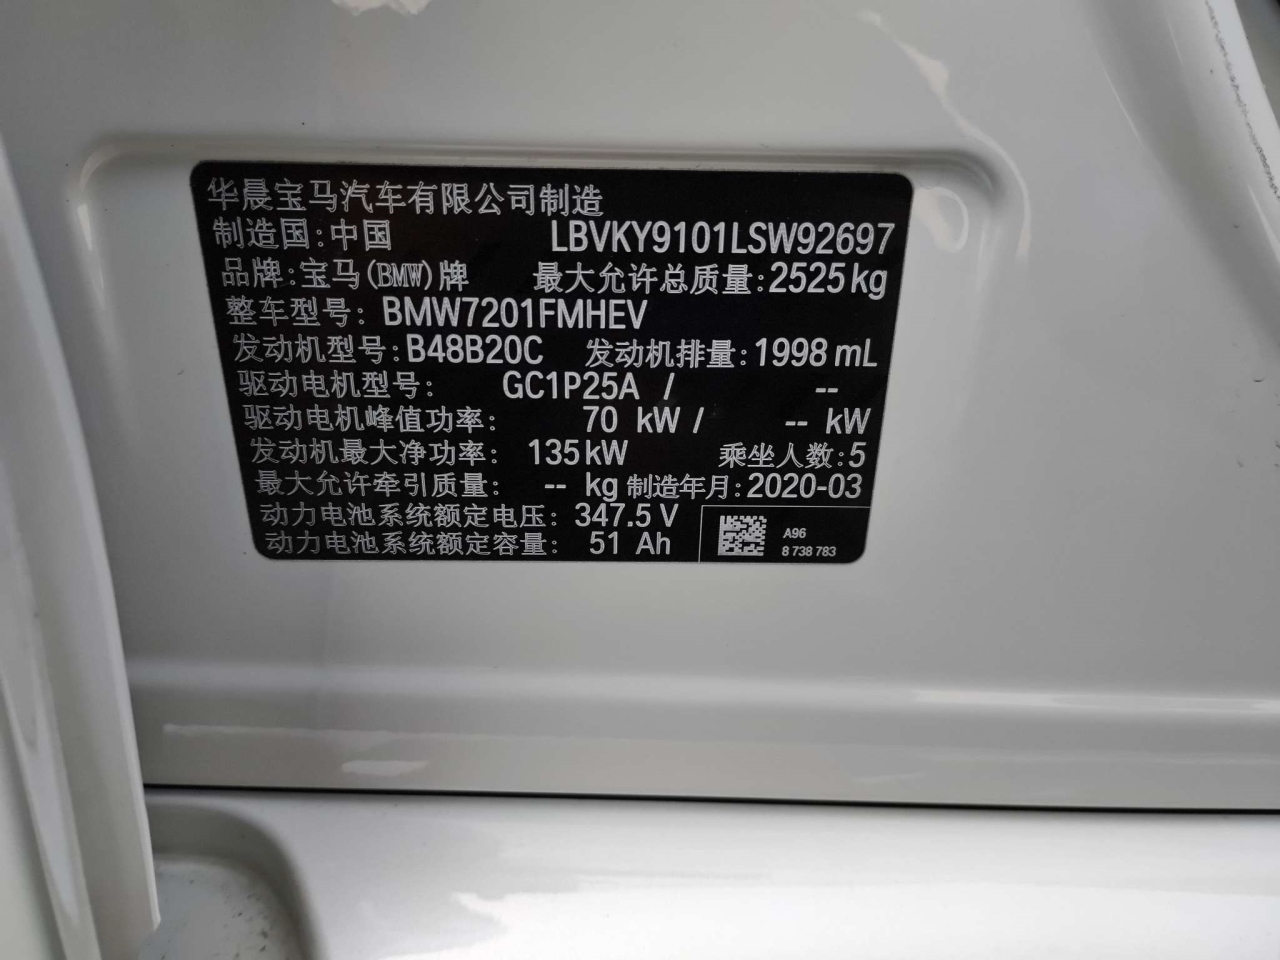 华晨宝马汽车有限公司制造
制造国:中国 LBVKY9101LSW92697
品牌:宝马(BMW)牌 最大允许总质量:2525kg
整车型号: BMW7201FMHEV
发动机型号:B48B20C 发动机排量:1998 mL
驱动电机型号: GC1P25A / --
驱动电机峰值功率: 70 kW / -- kW
发动机最大净功率: 135kW 乘坐人数:5
最大允许牵引质量: -- kg 制造年月:2020-03
动力电池系统额定电压: 347.5 V
动力电池系统额定容量: 51 Ah
A96
8 738 783